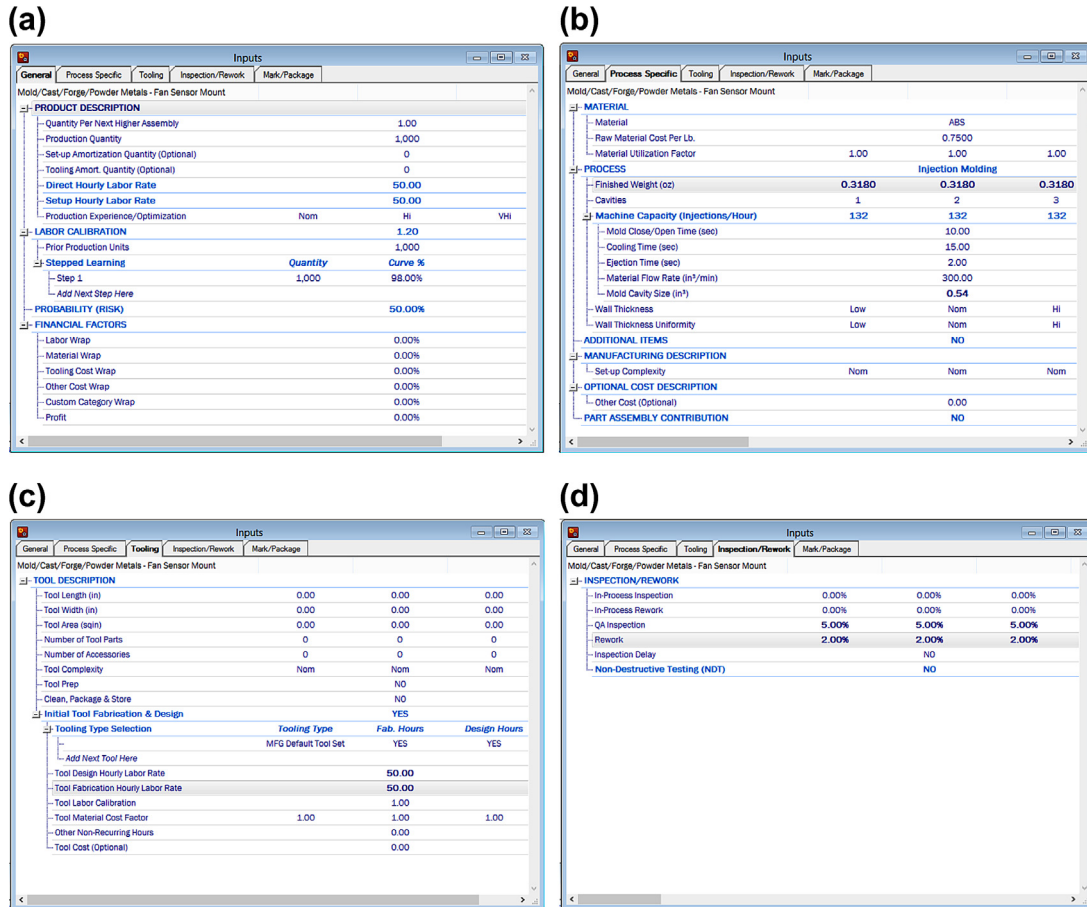 (a)
Inputs
General Process Specific Tooling Inspection/Rework Mark/Package
Mold/Cast/Forge/Powder Metals - Fan Sensor Mount
PRODUCT DESCRIPTION
Quantity Per Next Higher Assembly 1.00
Production Quantity 1,000
Set-up Amortization Quantity (Optional) 0
Tooling Amort. Quantity (Optional) 0
Direct Hourly Labor Rate 50.00
Setup Hourly Labor Rate 50.00
Production Experience/Optimization Nom Hi VHi
LABOR CALIBRATION 1.20
Prior Production Units 1,000
Stepped Learning Quantity Curve %
Step 1 1,000 98.00%
Add Next Step Here
PROBABILITY (RISK) 50.00%
FINANCIAL FACTORS
Labor Wrap 0.00%
Material Wrap 0.00%
Tooling Cost Wrap 0.00%
Other Cost Wrap 0.00%
Custom Category Wrap 0.00%
Profit 0.00%
(b)
Inputs
General Process Specific Tooling Inspection/Rework Mark/Package
Mold/Cast/Forge/Powder Metals - Fan Sensor Mount
MATERIAL
Material ABS
Raw Material Cost Per Lb. 0.7500
Material Utilization Factor 1.00 1.00 1.00
PROCESS Injection Molding
Finished Weight (oz) 0.3180 0.3180 0.3180
Cavities 1 2 3
Machine Capacity (Injections/Hour) 132 132 132
Mold Close/Open Time (sec) 10.00
Cooling Time (sec) 15.00
Ejection Time (sec) 2.00
Material Flow Rate (in³/min) 300.00
Mold Cavity Size (in³) 0.54
Wall Thickness Low Nom Hi
Wall Thickness Uniformity Low Nom Hi
ADDITIONAL ITEMS NO
MANUFACTURING DESCRIPTION
Set-up Complexity Nom Nom Nom
OPTIONAL COST DESCRIPTION
Other Cost (Optional) 0.00
PART ASSEMBLY CONTRIBUTION NO
(c)
Inputs
General Process Specific Tooling Inspection/Rework Mark/Package
Mold/Cast/Forge/Powder Metals - Fan Sensor Mount
TOOL DESCRIPTION
Tool Length (in) 0.00 0.00 0.00
Tool Width (in) 0.00 0.00 0.00
Tool Area (sqin) 0.00 0.00 0.00
Number of Tool Parts 0 0 0
Number of Accessories 0 0 0
Tool Complexity Nom Nom Nom
Tool Prep NO
Clean, Package & Store NO
Initial Tool Fabrication & Design YES
Tooling Type Selection Tooling Type Fab. Hours Design Hours
MFG Default Tool Set YES YES
Add Next Tool Here
Tool Design Hourly Labor Rate 50.00
Tool Fabrication Hourly Labor Rate 50.00
Tool Labor Calibration 1.00
Tool Material Cost Factor 1.00 1.00 1.00
Other Non-Recurring Hours 0.00
Tool Cost (Optional) 0.00
(d)
Inputs
General Process Specific Tooling Inspection/Rework Mark/Package
Mold/Cast/Forge/Powder Metals - Fan Sensor Mount
INSPECTION/REWORK
In-Process Inspection 0.00% 0.00% 0.00%
In-Process Rework 0.00% 0.00% 0.00%
QA Inspection 5.00% 5.00% 5.00%
Rework 2.00% 2.00% 2.00%
Inspection Delay NO
Non-Destructive Testing (NDT) NO